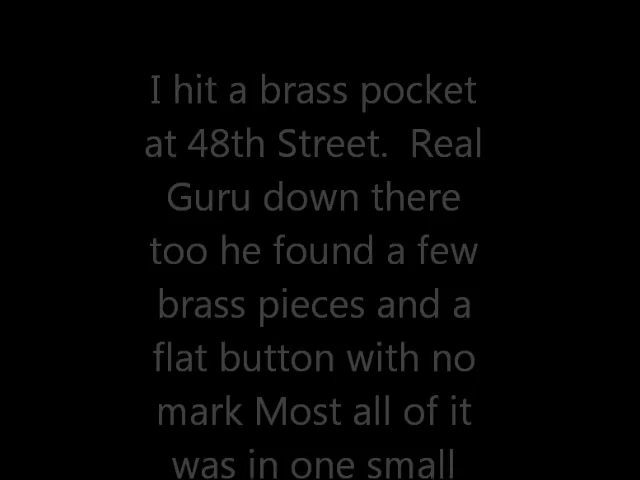 I hit a brass pocket
at 48th Street.  Real
Guru down there
too he found a few
brass pieces and a
flat button with no
mark Most all of it
was in one small